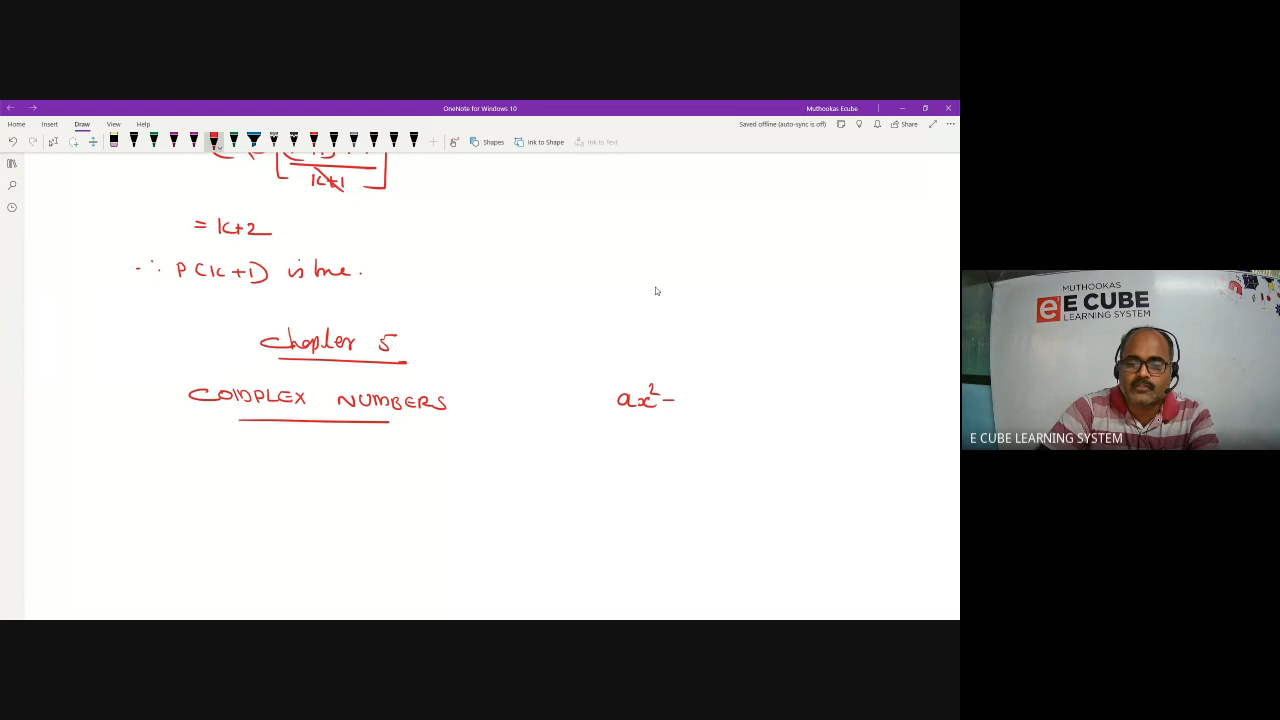 OneNote for Windows 10
Muthookas Ecube
Home Insert Draw View Help
Saved offline (auto-sync is off)
Share
Shapes
Ink to Shape
Ink to Text
k+1
= k+2
∴ P(k+1) is true.
Chapter 5
COMPLEX NUMBERS
ax² –
MUTHOOKAS
e E CUBE
LEARNING SYSTEM
E CUBE LEARNING SYSTEM